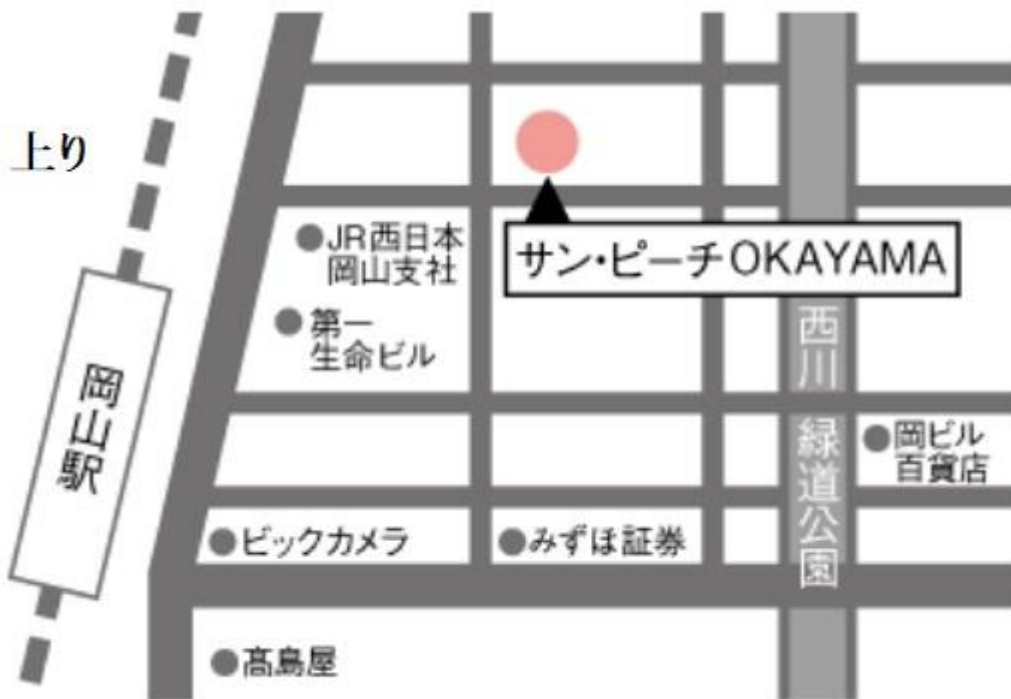 上り
JR西日本
岡山支社
サン・ピーチOKAYAMA
第一
生命ビル
岡山駅
西川緑道公園
岡ビル
百貨店
ビックカメラ
みずほ証券
髙島屋